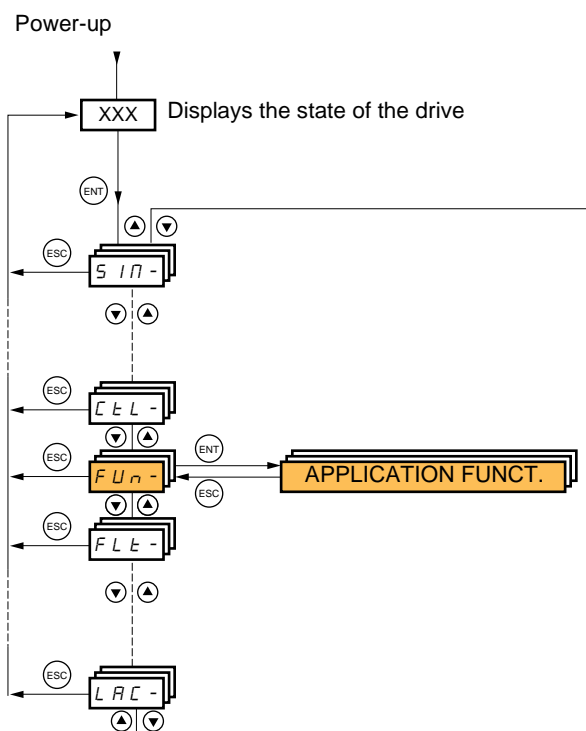 Power-up
XXX Displays the state of the drive
ENT
ESC
SIM-
ESC
CtL-
ESC
ENT
FUn-
APPLICATION FUNCT.
ESC
ESC
FLt-
ESC
LAC-